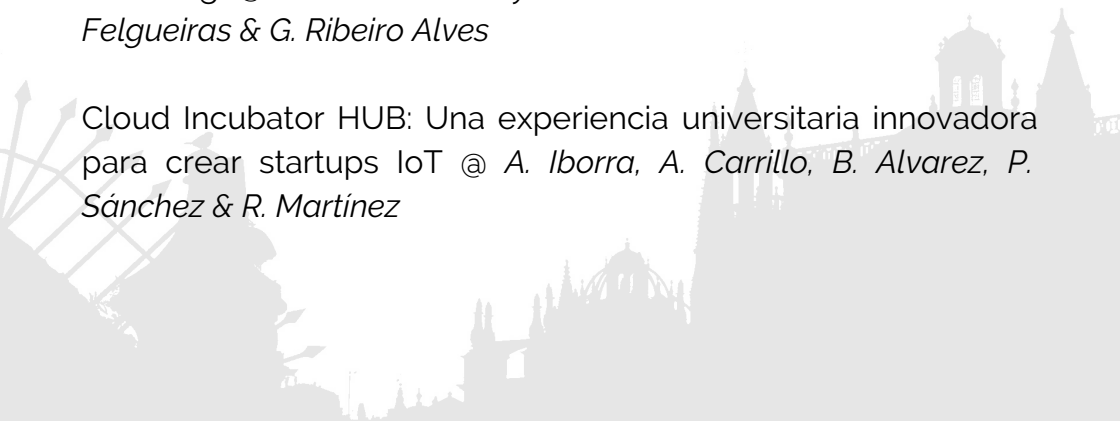 Felgueiras & G. Ribeiro Alves
Cloud Incubator HUB: Una experiencia universitaria innovadora
para crear startups IoT @ A. Iborra, A. Carrillo, B. Alvarez, P.
Sánchez & R. Martínez